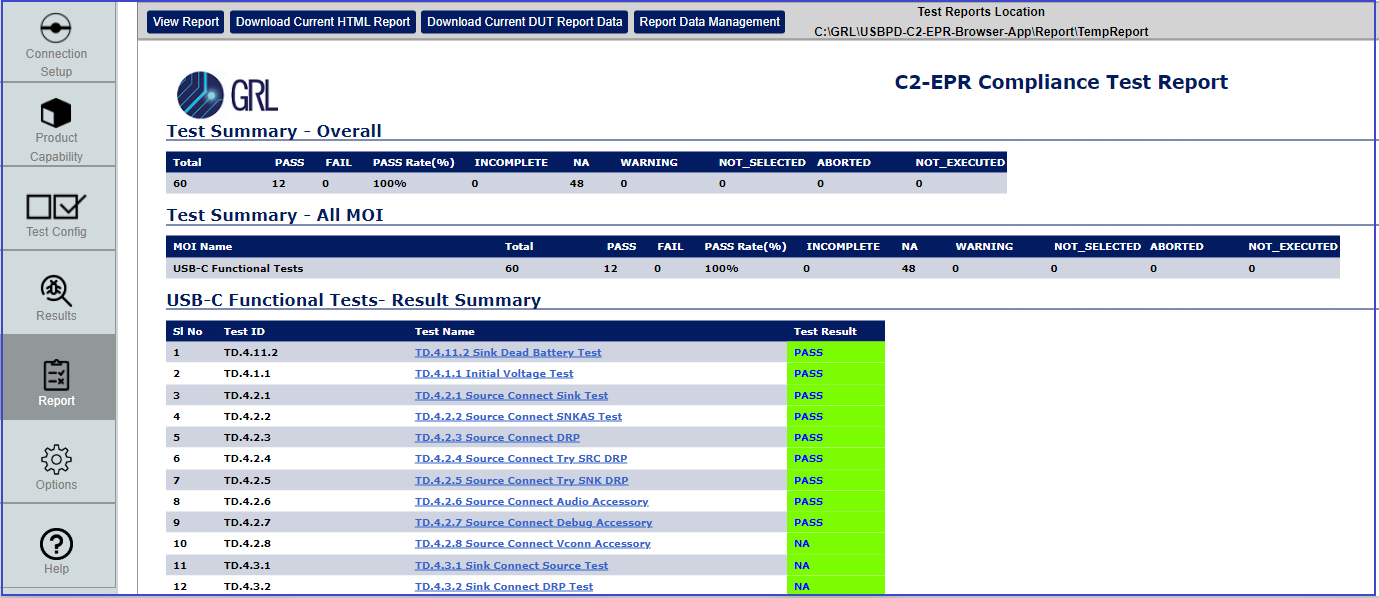 Connection
Setup
Product
Capability
Test Config
Results
Report
Options
Help
View Report Download Current HTML Report Download Current DUT Report Data Report Data Management
Test Reports Location
C:\GRL\USBPD-C2-EPR-Browser-App\Report\TempReport
GRL
C2-EPR Compliance Test Report
Test Summary - Overall
Total PASS FAIL PASS Rate(%) INCOMPLETE NA WARNING NOT_SELECTED ABORTED NOT_EXECUTED
60 12 0 100% 0 48 0 0 0 0
Test Summary - All MOI
MOI Name Total PASS FAIL PASS Rate(%) INCOMPLETE NA WARNING NOT_SELECTED ABORTED NOT_EXECUTED
USB-C Functional Tests 60 12 0 100% 0 48 0 0 0 0
USB-C Functional Tests- Result Summary
Sl No Test ID Test Name Test Result
1 TD.4.11.2 TD.4.11.2 Sink Dead Battery Test PASS
2 TD.4.1.1 TD.4.1.1 Initial Voltage Test PASS
3 TD.4.2.1 TD.4.2.1 Source Connect Sink Test PASS
4 TD.4.2.2 TD.4.2.2 Source Connect SNKAS Test PASS
5 TD.4.2.3 TD.4.2.3 Source Connect DRP PASS
6 TD.4.2.4 TD.4.2.4 Source Connect Try SRC DRP PASS
7 TD.4.2.5 TD.4.2.5 Source Connect Try SNK DRP PASS
8 TD.4.2.6 TD.4.2.6 Source Connect Audio Accessory PASS
9 TD.4.2.7 TD.4.2.7 Source Connect Debug Accessory PASS
10 TD.4.2.8 TD.4.2.8 Source Connect Vconn Accessory NA
11 TD.4.3.1 TD.4.3.1 Sink Connect Source Test NA
12 TD.4.3.2 TD.4.3.2 Sink Connect DRP Test NA